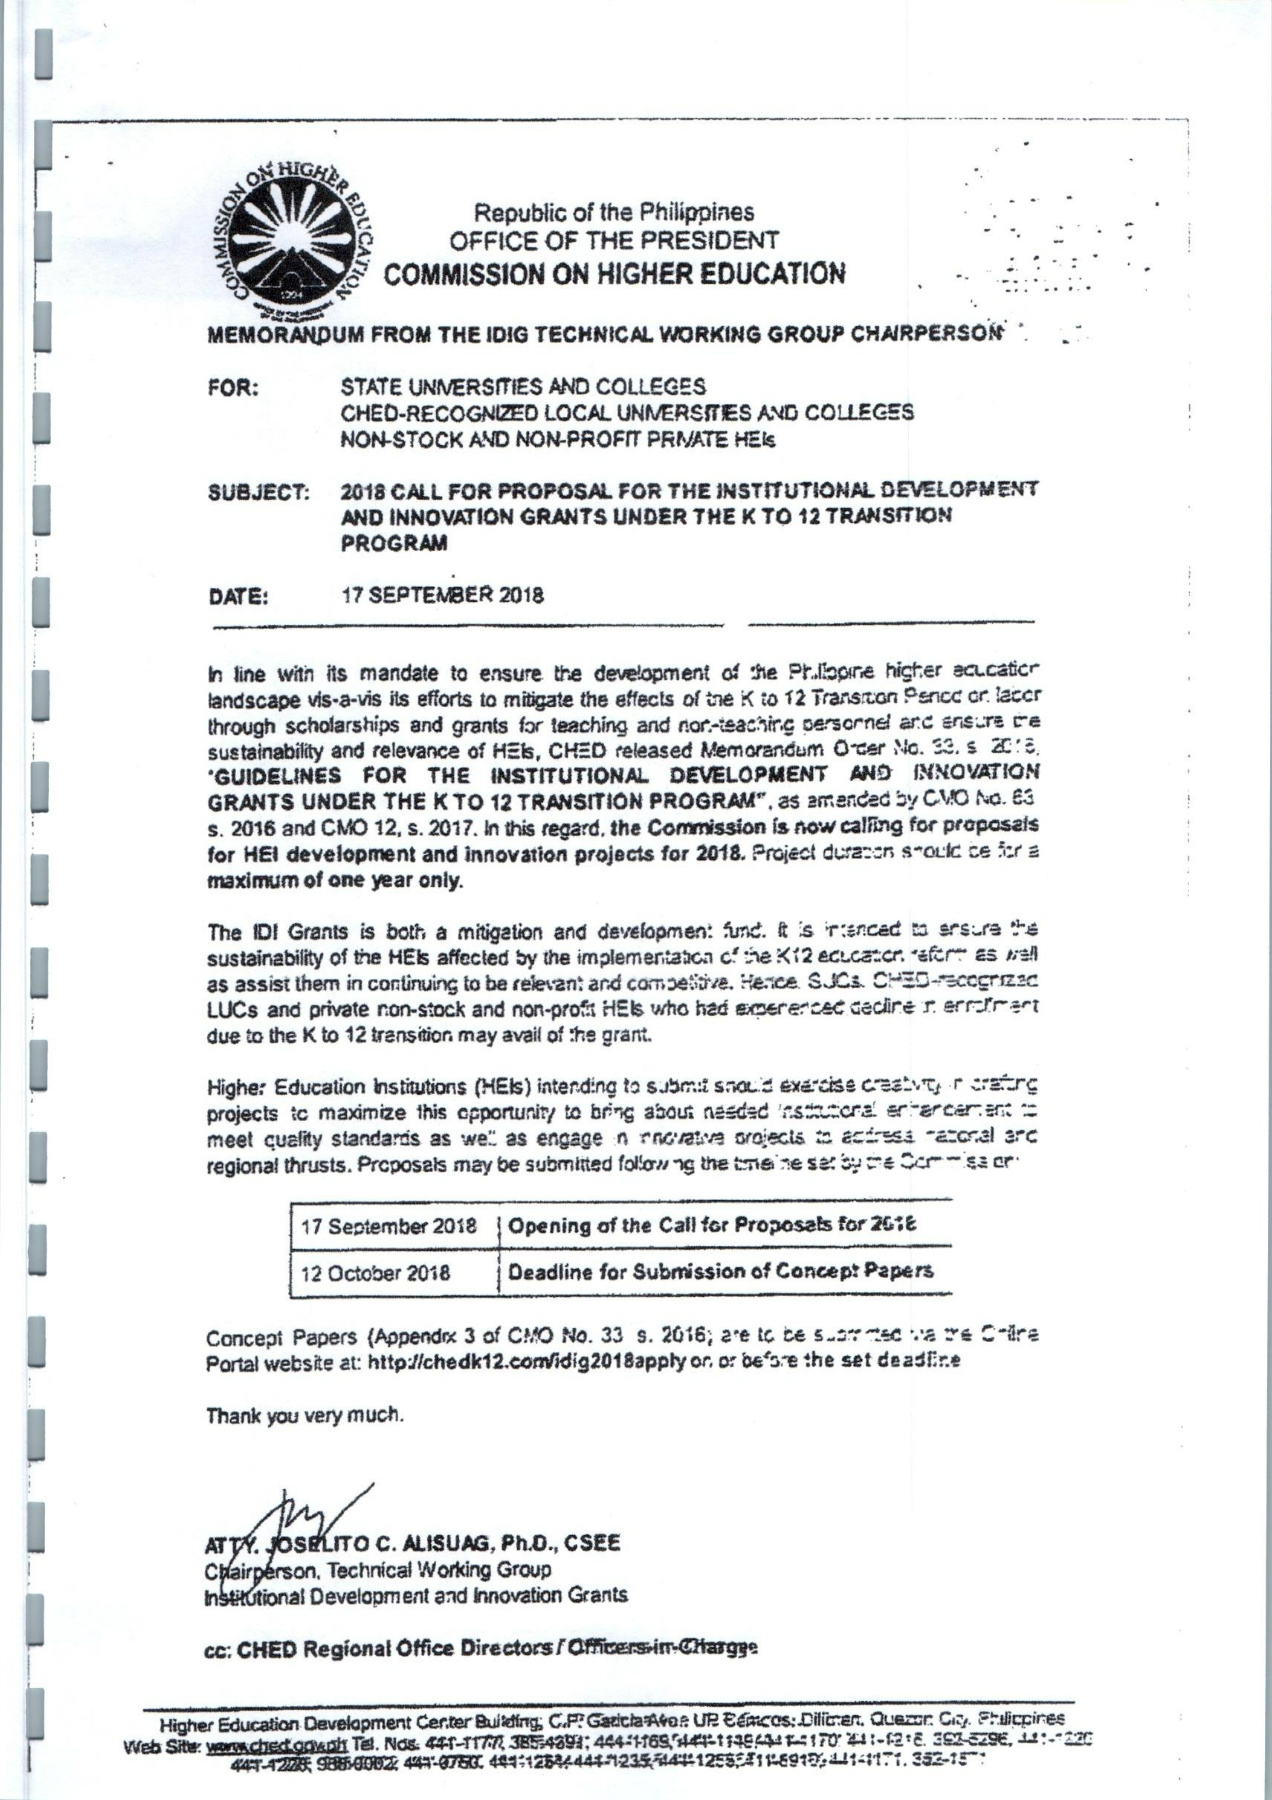 COMMISSION ON HIGHER EDUCATION
Republic of the Philippines
OFFICE OF THE PRESIDENT
COMMISSION ON HIGHER EDUCATION
MEMORANDUM FROM THE IDIG TECHNICAL WORKING GROUP CHAIRPERSON
FOR: STATE UNIVERSITIES AND COLLEGES
CHED-RECOGNIZED LOCAL UNIVERSITIES AND COLLEGES
NON-STOCK AND NON-PROFIT PRIVATE HEIs
SUBJECT: 2018 CALL FOR PROPOSAL FOR THE INSTITUTIONAL DEVELOPMENT
AND INNOVATION GRANTS UNDER THE K TO 12 TRANSITION
PROGRAM
DATE: 17 SEPTEMBER 2018
In line with its mandate to ensure the development of the Philippine higher education
landscape vis-a-vis its efforts to mitigate the effects of the K to 12 Transition Period on labor
through scholarships and grants for teaching and non-teaching personnel and ensure the
sustainability and relevance of HEIs, CHED released Memorandum Order No. 33, s. 2016,
"GUIDELINES FOR THE INSTITUTIONAL DEVELOPMENT AND INNOVATION
GRANTS UNDER THE K TO 12 TRANSITION PROGRAM", as amended by CMO No. 63
s. 2016 and CMO 12, s. 2017. In this regard, the Commission is now calling for proposals
for HEI development and innovation projects for 2018. Project duration should be for a
maximum of one year only.
The IDI Grants is both a mitigation and development fund. It is intended to ensure the
sustainability of the HEIs affected by the implementation of the K12 education reform as well
as assist them in continuing to be relevant and competitive. Hence, SUCs, CHED-recognized
LUCs and private non-stock and non-profit HEIs who had experienced decline in enrollment
due to the K to 12 transition may avail of the grant.
Higher Education Institutions (HEIs) intending to submit should exercise creativity in crafting
projects to maximize this opportunity to bring about needed institutional enhancement to
meet quality standards as well as engage in innovative projects to address national and
regional thrusts. Proposals may be submitted following the timeline set by the Commission:
17 September 2018 Opening of the Call for Proposals for 2018
12 October 2018 Deadline for Submission of Concept Papers
Concept Papers (Appendix 3 of CMO No. 33 s. 2016) are to be submitted via the Online
Portal website at: http://chedk12.com/idig2018apply on or before the set deadline
Thank you very much.
ATTY. JOSELITO C. ALISUAG, Ph.D., CSEE
Chairperson, Technical Working Group
Institutional Development and Innovation Grants
cc: CHED Regional Office Directors / Officers-in-Charge
Higher Education Development Center Building, C.P. Garcia Ave., UP Diliman, Quezon City, Philippines
Web Site: www.ched.gov.ph Tel. Nos. 441-1177,